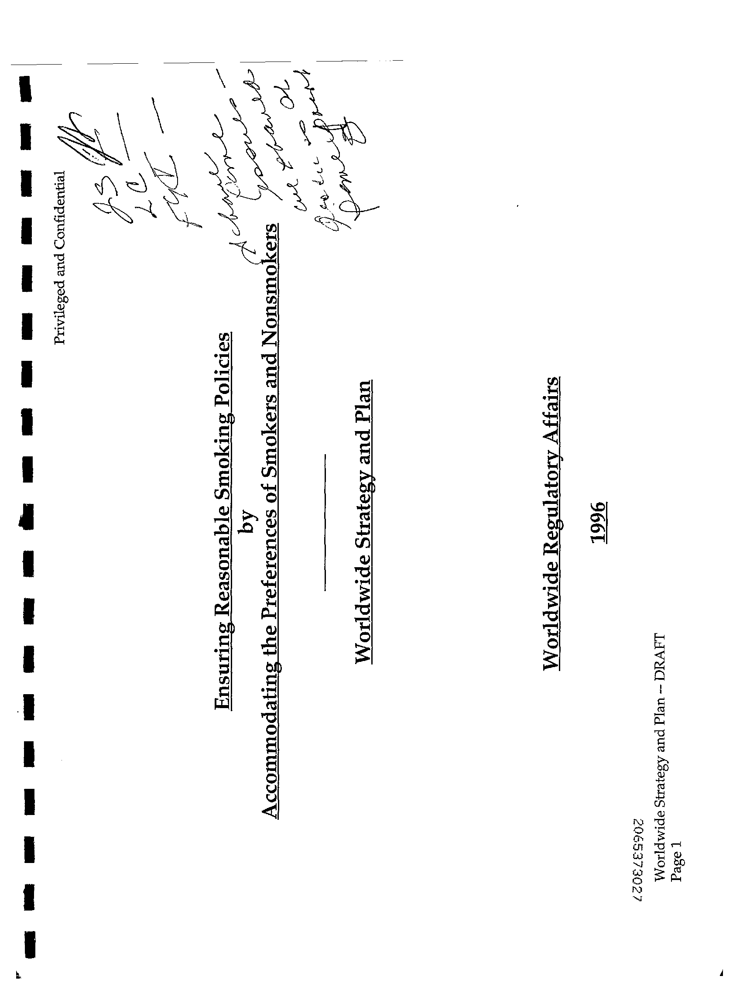 Privileged and Confidential
FYI —
Ensuring Reasonable Smoking Policies
by
Accommodating the Preferences of Smokers and Nonsmokers
Worldwide Strategy and Plan
Worldwide Regulatory Affairs
1996
2065373027
Worldwide Strategy and Plan -- DRAFT
Page 1